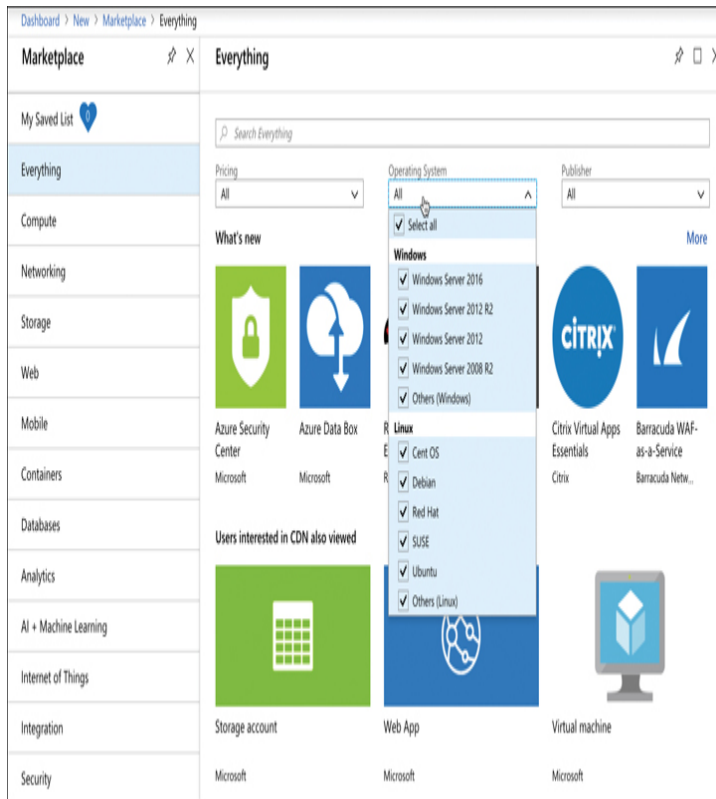 Dashboard > New > Marketplace > Everything
Marketplace
My Saved List 0
Everything
Compute
Networking
Storage
Web
Mobile
Containers
Databases
Analytics
AI + Machine Learning
Internet of Things
Integration
Security
Everything
Search Everything
Pricing
All
Operating System
All
Select all
Windows
Windows Server 2016
Windows Server 2012 R2
Windows Server 2012
Windows Server 2008 R2
Others (Windows)
Linux
Cent OS
Debian
Red Hat
SUSE
Ubuntu
Others (Linux)
Publisher
All
What's new
More
Azure Security
Center
Microsoft
Azure Data Box
Microsoft
R
E
R
CİTRIX
Citrix Virtual Apps
Essentials
Citrix
Barracuda WAF-
as-a-Service
Barracuda Netw...
Users interested in CDN also viewed
Storage account
Microsoft
Web App
Microsoft
Virtual machine
Microsoft